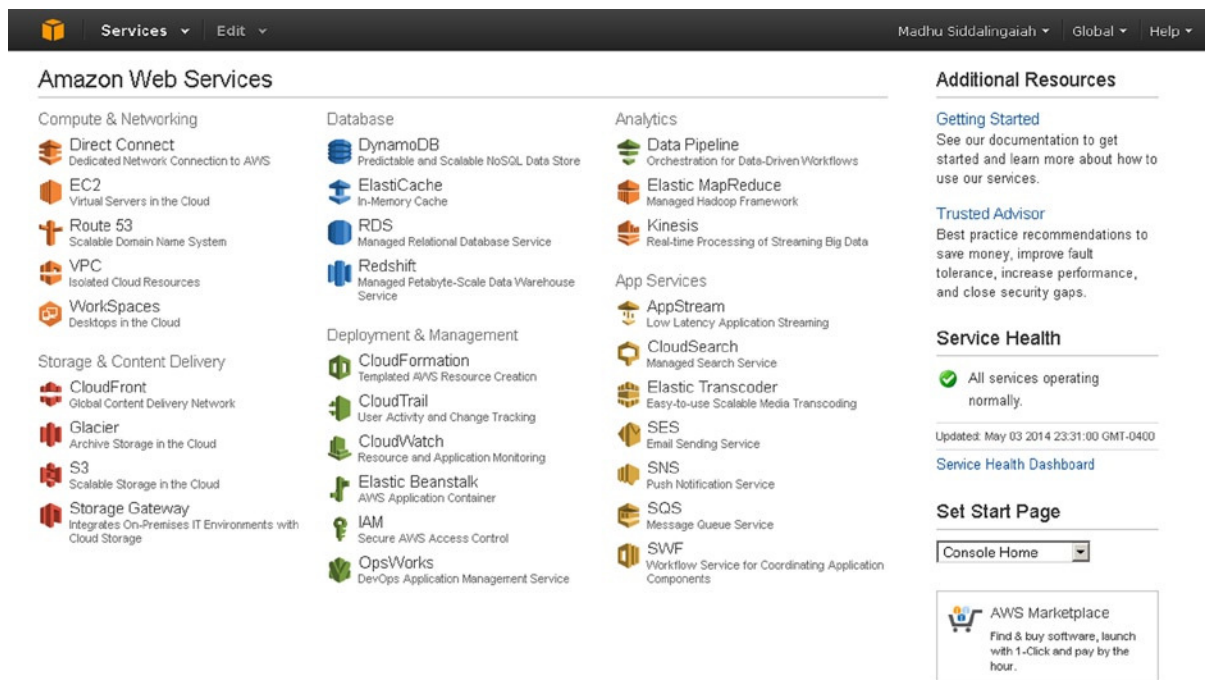 Services Edit Madhu Siddalingaiah Global Help
Amazon Web Services
Compute & Networking
Direct Connect
Dedicated Network Connection to AWS
EC2
Virtual Servers in the Cloud
Route 53
Scalable Domain Name System
VPC
Isolated Cloud Resources
WorkSpaces
Desktops in the Cloud
Storage & Content Delivery
CloudFront
Global Content Delivery Network
Glacier
Archive Storage in the Cloud
S3
Scalable Storage in the Cloud
Storage Gateway
Integrates On-Premises IT Environments with
Cloud Storage
Database
DynamoDB
Predictable and Scalable NoSQL Data Store
ElastiCache
In-Memory Cache
RDS
Managed Relational Database Service
Redshift
Managed Petabyte-Scale Data Warehouse
Service
Deployment & Management
CloudFormation
Templated AWS Resource Creation
CloudTrail
User Activity and Change Tracking
CloudWatch
Resource and Application Monitoring
Elastic Beanstalk
AWS Application Container
IAM
Secure AWS Access Control
OpsWorks
DevOps Application Management Service
Analytics
Data Pipeline
Orchestration for Data-Driven Workflows
Elastic MapReduce
Managed Hadoop Framework
Kinesis
Real-time Processing of Streaming Big Data
App Services
AppStream
Low Latency Application Streaming
CloudSearch
Managed Search Service
Elastic Transcoder
Easy-to-use Scalable Media Transcoding
SES
Email Sending Service
SNS
Push Notification Service
SQS
Message Queue Service
SWF
Workflow Service for Coordinating Application
Components
Additional Resources
Getting Started
See our documentation to get
started and learn more about how to
use our services.
Trusted Advisor
Best practice recommendations to
save money, improve fault
tolerance, increase performance,
and close security gaps.
Service Health
All services operating
normally.
Updated: May 03 2014 23:31:00 GMT-0400
Service Health Dashboard
Set Start Page
Console Home
AWS Marketplace
Find & buy software, launch
with 1-Click and pay by the
hour.